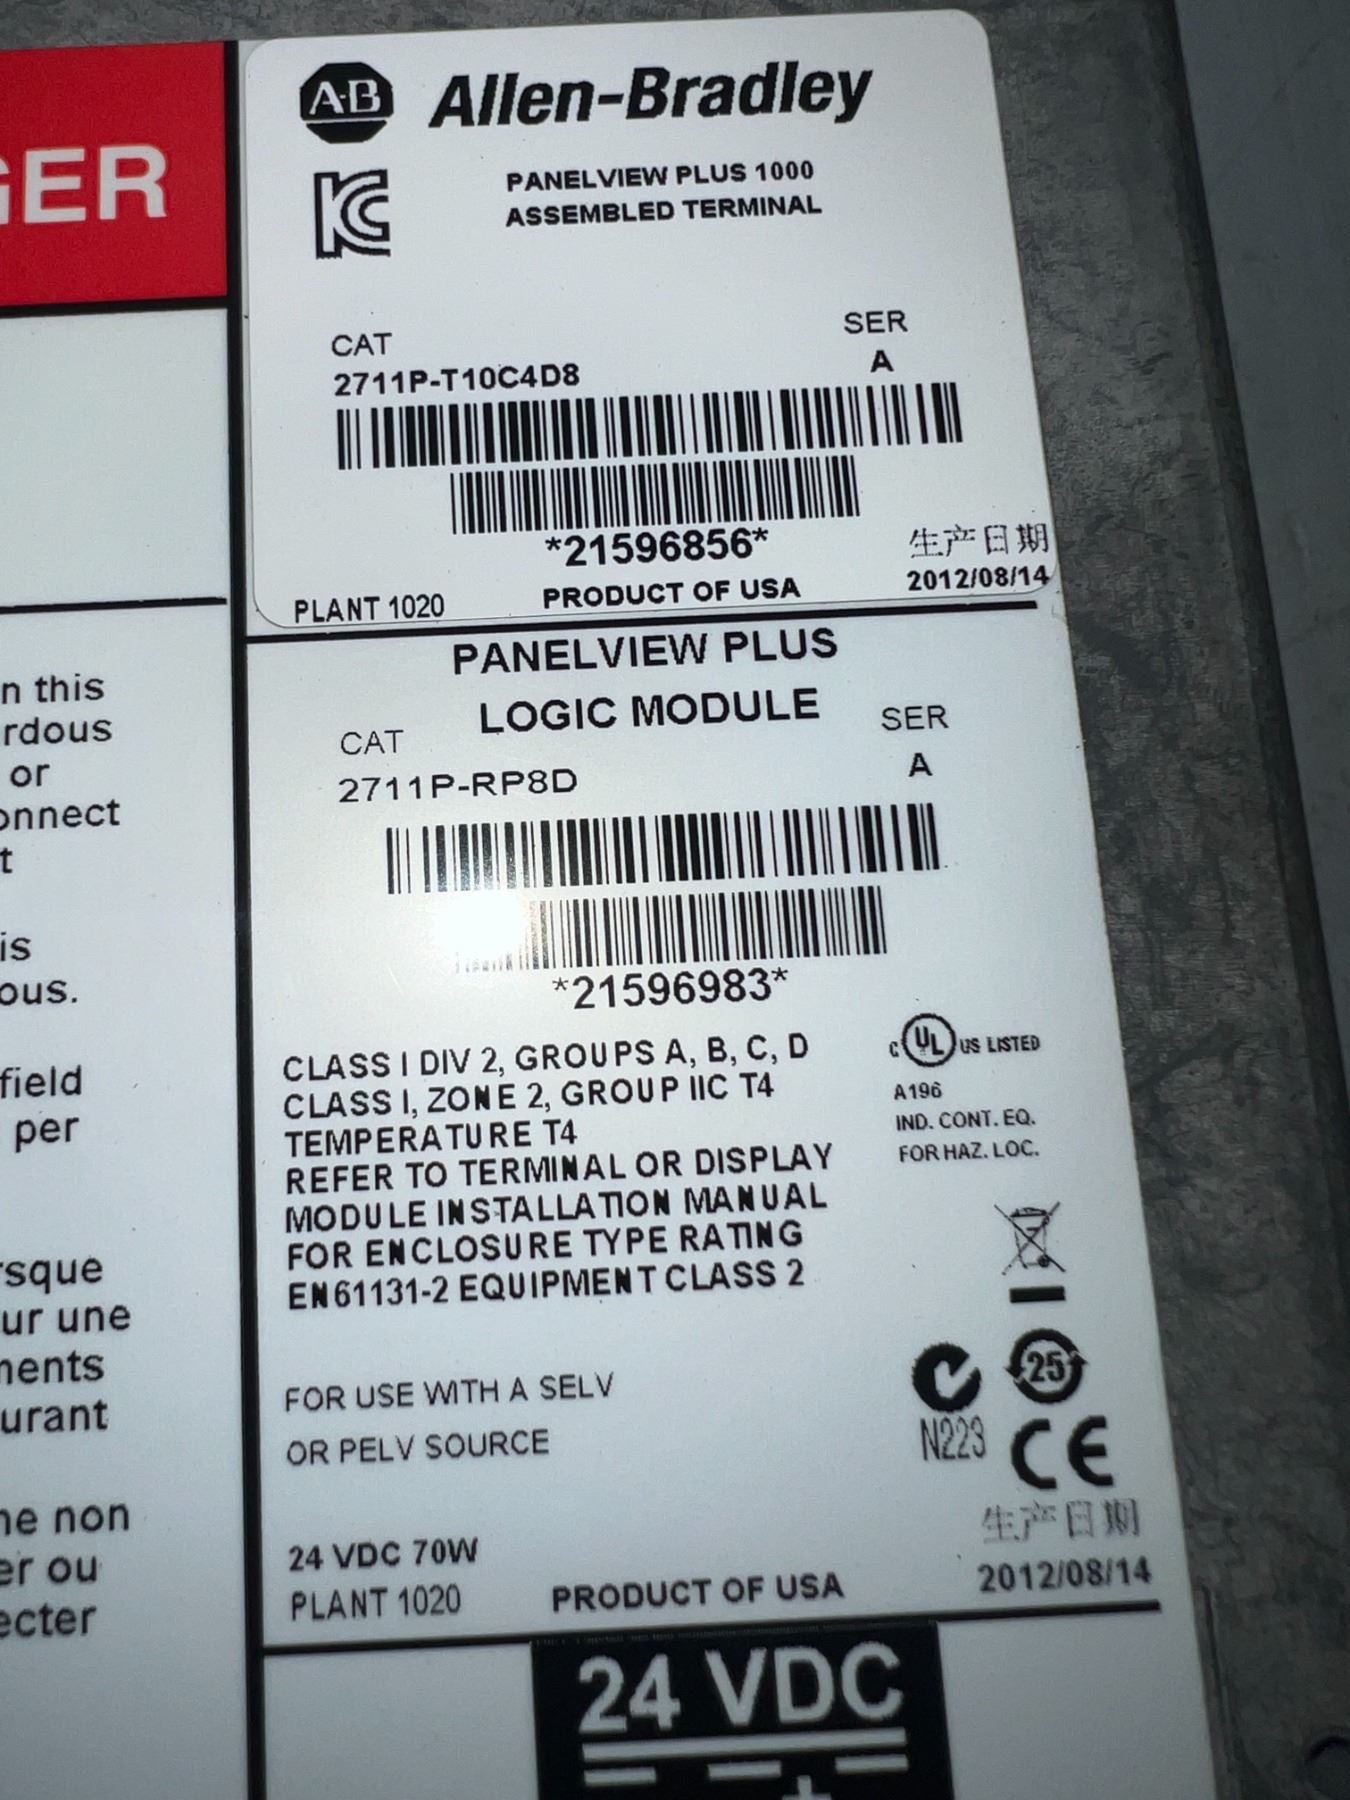 GER
n this
rdous
or
onnect
t
is
ous.
field
per
rsque
ur une
ments
urant
ne non
er ou
ecter
A-B Allen-Bradley
PANELVIEW PLUS 1000
ASSEMBLED TERMINAL
CAT
SER
2711P-T10C4D8
A
*21596856*
生产日期
PLANT 1020
PRODUCT OF USA
2012/08/14
PANELVIEW PLUS
LOGIC MODULE
CAT
SER
2711P-RP8D
A
*21596983*
CLASS I DIV 2, GROUPS A, B, C, D
CLASS I, ZONE 2, GROUP IIC T4
TEMPERATURE T4
REFER TO TERMINAL OR DISPLAY
MODULE INSTALLATION MANUAL
FOR ENCLOSURE TYPE RATING
EN61131-2 EQUIPMENT CLASS 2
C UL US LISTED
A196
IND. CONT. EQ.
FOR HAZ. LOC.
FOR USE WITH A SELV
OR PELV SOURCE
25
N223
CE
24 VDC 70W
生产日期
PLANT 1020
PRODUCT OF USA
2012/08/14
24 VDC
+